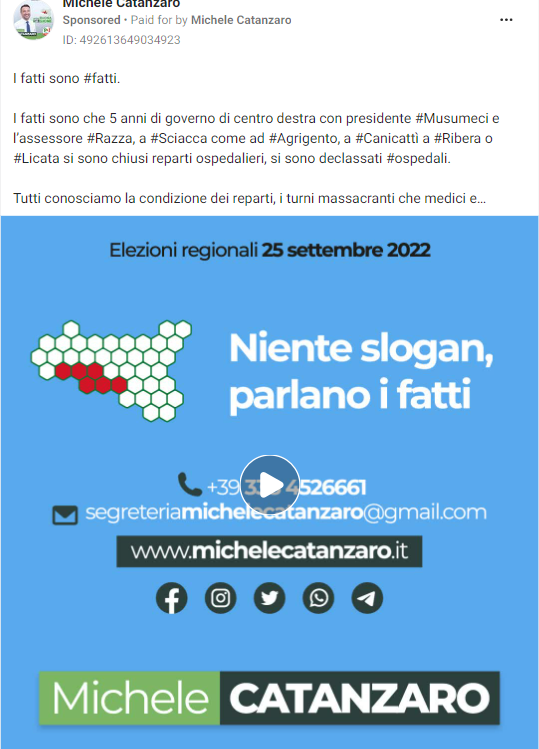 Michele Catanzaro
Sponsored • Paid for by Michele Catanzaro
ID: 492613649034923
I fatti sono #fatti.
I fatti sono che 5 anni di governo di centro destra con presidente #Musumeci e
l'assessore #Razza, a #Sciacca come ad #Agrigento, a #Canicattì a #Ribera o
#Licata si sono chiusi reparti ospedalieri, si sono declassati #ospedali.
Tutti conosciamo la condizione dei reparti, i turni massacranti che medici e...
Elezioni regionali 25 settembre 2022
Niente slogan,
parlano i fatti
+39 4526661
segreteriamichelecatanzaro@gmail.com
www.michelecatanzaro.it
Michele CATANZARO